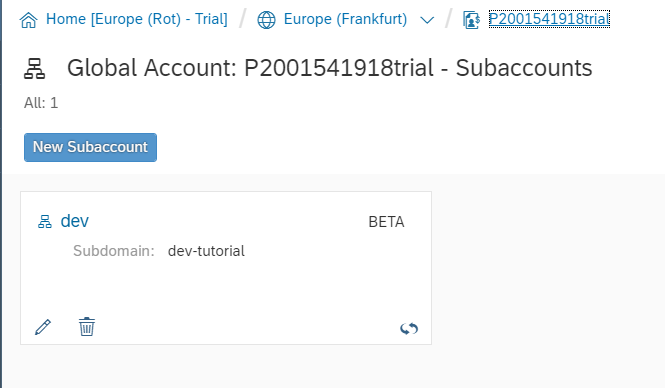 Home [Europe (Rot) - Trial] / Europe (Frankfurt) / P2001541918trial
Global Account: P2001541918trial - Subaccounts
All: 1
New Subaccount
dev BETA
Subdomain: dev-tutorial